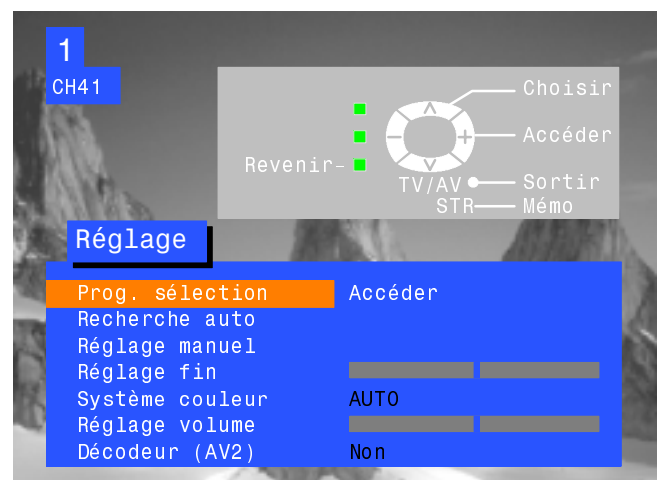 1
CH41
Choisir
Accéder
Revenir
TV/AV Sortir
STR Mémo
Réglage
Prog. sélection Accéder
Recherche auto
Réglage manuel
Réglage fin
Système couleur AUTO
Réglage volume
Décodeur (AV2) Non